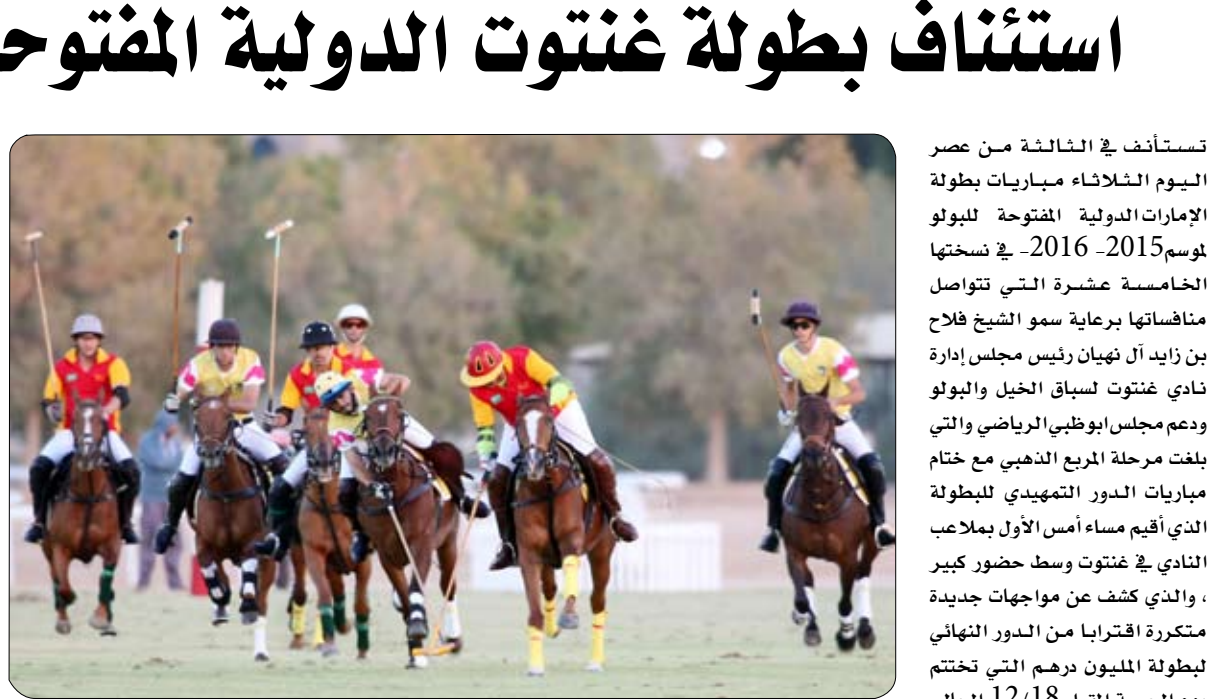 استئناف بطولة غنتوت الدولية المفتوح
تستأنف في الثالثة من عصر
اليوم الثلاثاء مباريات بطولة
الإمارات الدولية المفتوحة للبولو
لموسم2015- 2016- في نسختها
الخامسة عشرة التي تتواصل
منافساتها برعاية سمو الشيخ فلاح
بن زايد آل نهيان رئيس مجلس إدارة
نادي غنتوت لسباق الخيل والبولو
ودعم مجلس ابوظبي الرياضي والتي
بلغت مرحلة المربع الذهبي مع ختام
مباريات الدور التمهيدي للبطولة
الذي أقيم مساء أمس الأول بملاعب
النادي في غنتوت وسط حضور كبير
، والذي كشف عن مواجهات جديدة
متكررة اقترابا من الدور النهائي
لبطولة المليون درهم التي تختتم
12/18